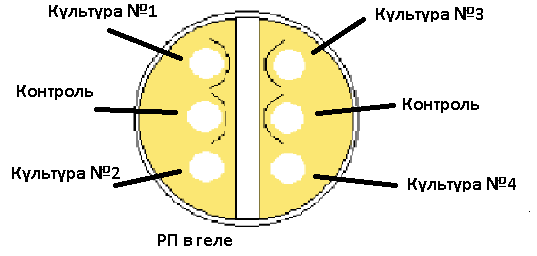 Культура №1
Культура №3
Контроль
Контроль
Культура №2
Культура №4
РП в геле